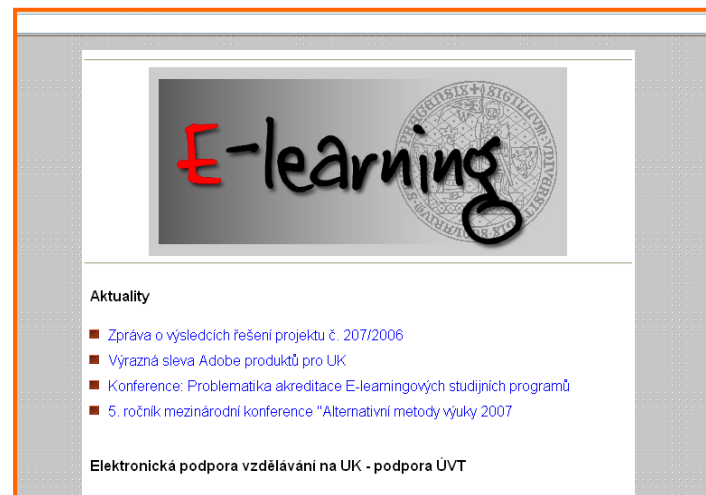 E-learning
Aktuality
Zpráva o výsledcích řešení projektu č. 207/2006
Výrazná sleva Adobe produktů pro UK
Konference: Problematika akreditace E-learningových studijních programů
5. ročník mezinárodní konference "Alternativní metody výuky 2007
Elektronická podpora vzdělávání na UK - podpora ÚVT